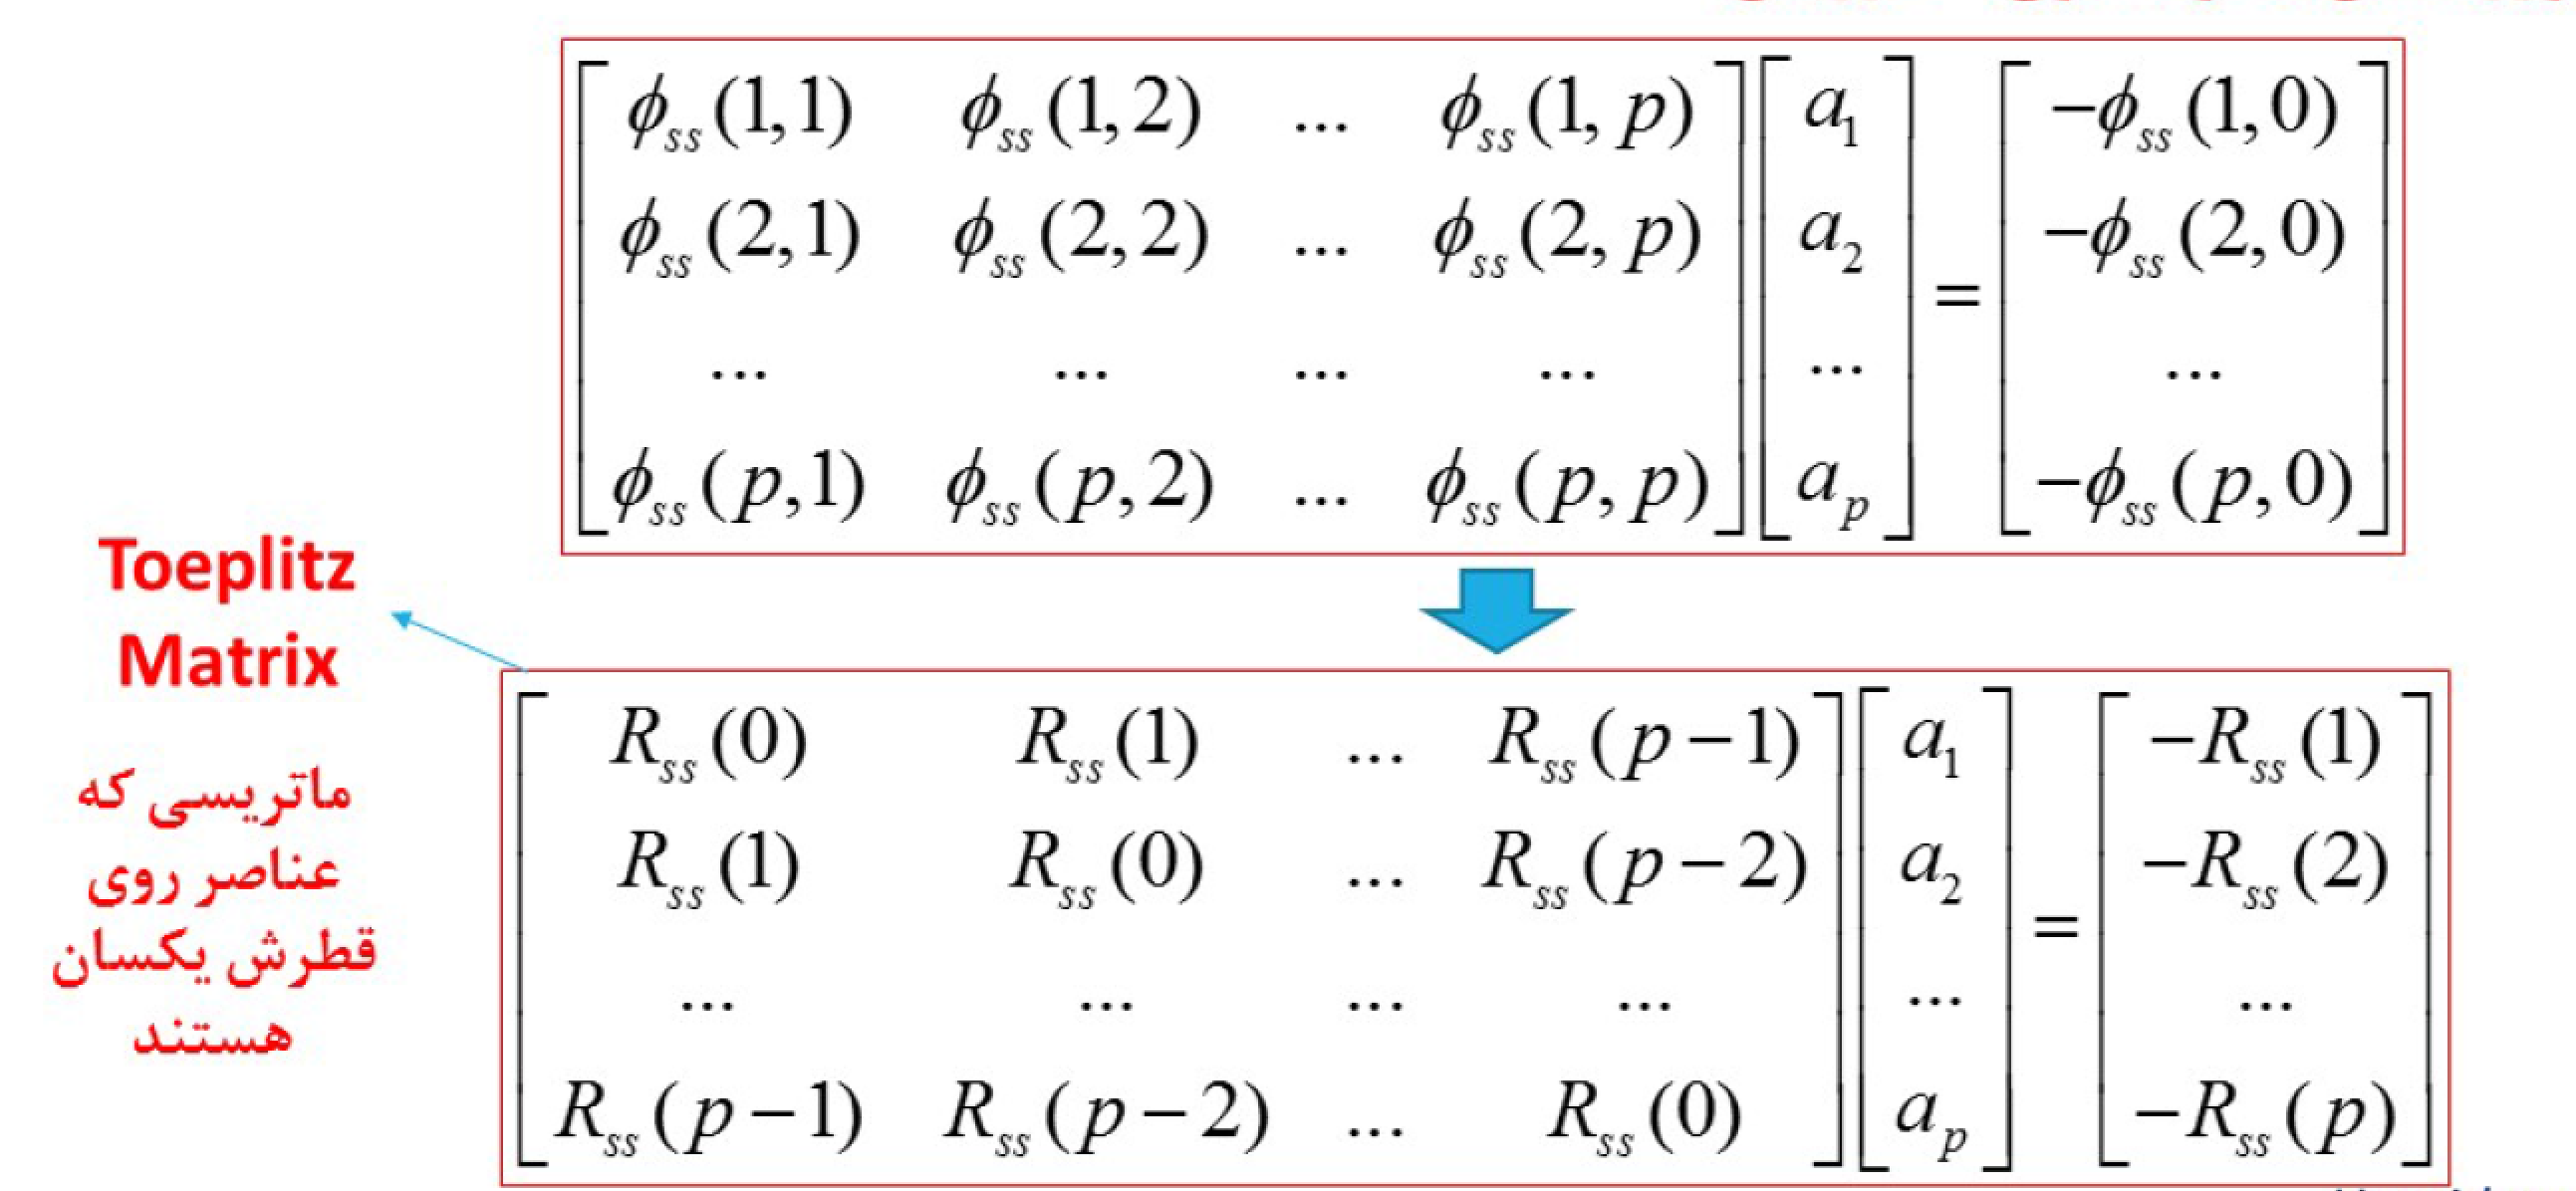 ϕss(1,1) ϕss(1,2) ... ϕss(1,p) a1 −ϕss(1,0)
ϕss(2,1) ϕss(2,2) ... ϕss(2,p) a2 −ϕss(2,0)
=
... ... ... ... ... ...
ϕss(p,1) ϕss(p,2) ... ϕss(p,p) ap −ϕss(p,0)
Toeplitz
Matrix
ماتریسی که
عناصر روی
قطرش یکسان
هستند
Rss(0) Rss(1) ... Rss(p−1) a1 −Rss(1)
Rss(1) Rss(0) ... Rss(p−2) a2 −Rss(2)
=
... ... ... ... ... ...
Rss(p−1) Rss(p−2) ... Rss(0) ap −Rss(p)